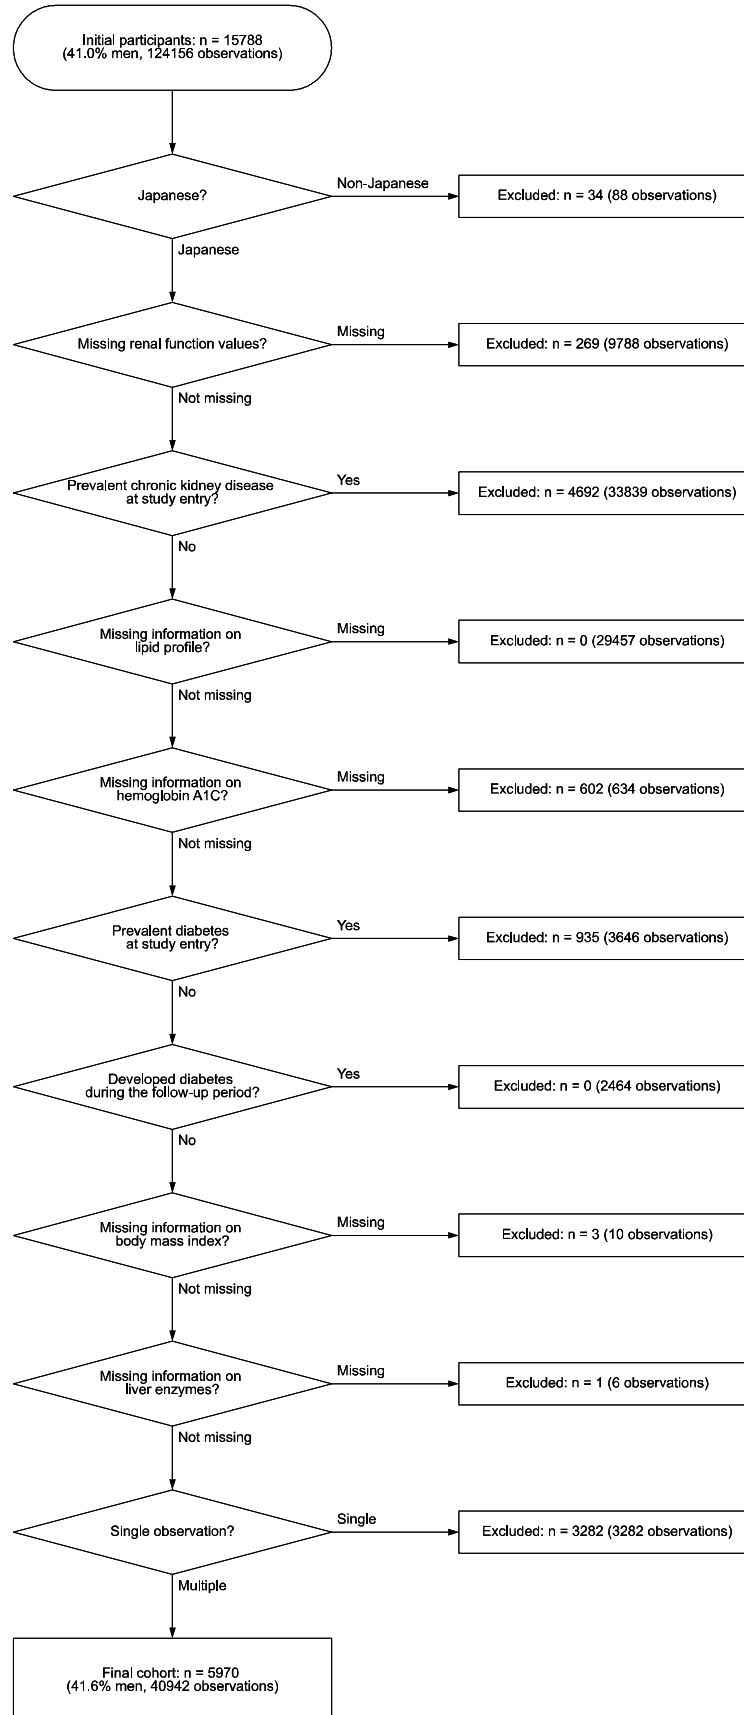 Initial participants: n = 15788
(41.0% men, 124156 observations)
Japanese?
Non-Japanese
Excluded: n = 34 (88 observations)
Japanese
Missing renal function values?
Missing
Excluded: n = 269 (9788 observations)
Not missing
Prevalent chronic kidney disease
at study entry?
Yes
Excluded: n = 4692 (33839 observations)
No
Missing information on
lipid profile?
Missing
Excluded: n = 0 (29457 observations)
Not missing
Missing information on
hemoglobin A1C?
Missing
Excluded: n = 602 (634 observations)
Not missing
Prevalent diabetes
at study entry?
Yes
Excluded: n = 935 (3646 observations)
No
Developed diabetes
during the follow-up period?
Yes
Excluded: n = 0 (2464 observations)
No
Missing information on
body mass index?
Missing
Excluded: n = 3 (10 observations)
Not missing
Missing information on
liver enzymes?
Missing
Excluded: n = 1 (6 observations)
Not missing
Single observation?
Single
Excluded: n = 3282 (3282 observations)
Multiple
Final cohort: n = 5970
(41.6% men, 40942 observations)